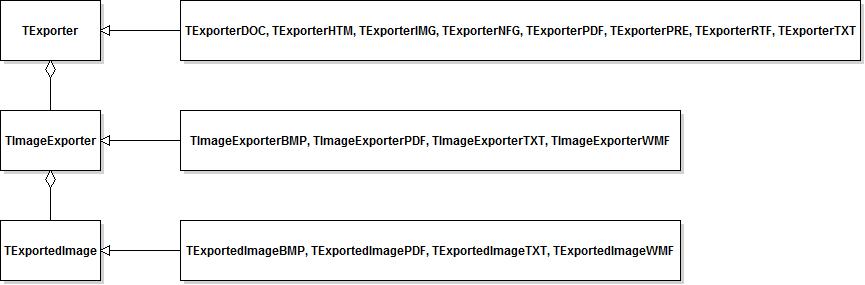 TExporter
TExporterDOC, TExporterHTM, TExporterIMG, TExporterNFG, TExporterPDF, TExporterPRE, TExporterRTF, TExporterTXT
TImageExporter
TImageExporterBMP, TImageExporterPDF, TImageExporterTXT, TImageExporterWMF
TExportedImage
TExportedImageBMP, TExportedImagePDF, TExportedImageTXT, TExportedImageWMF